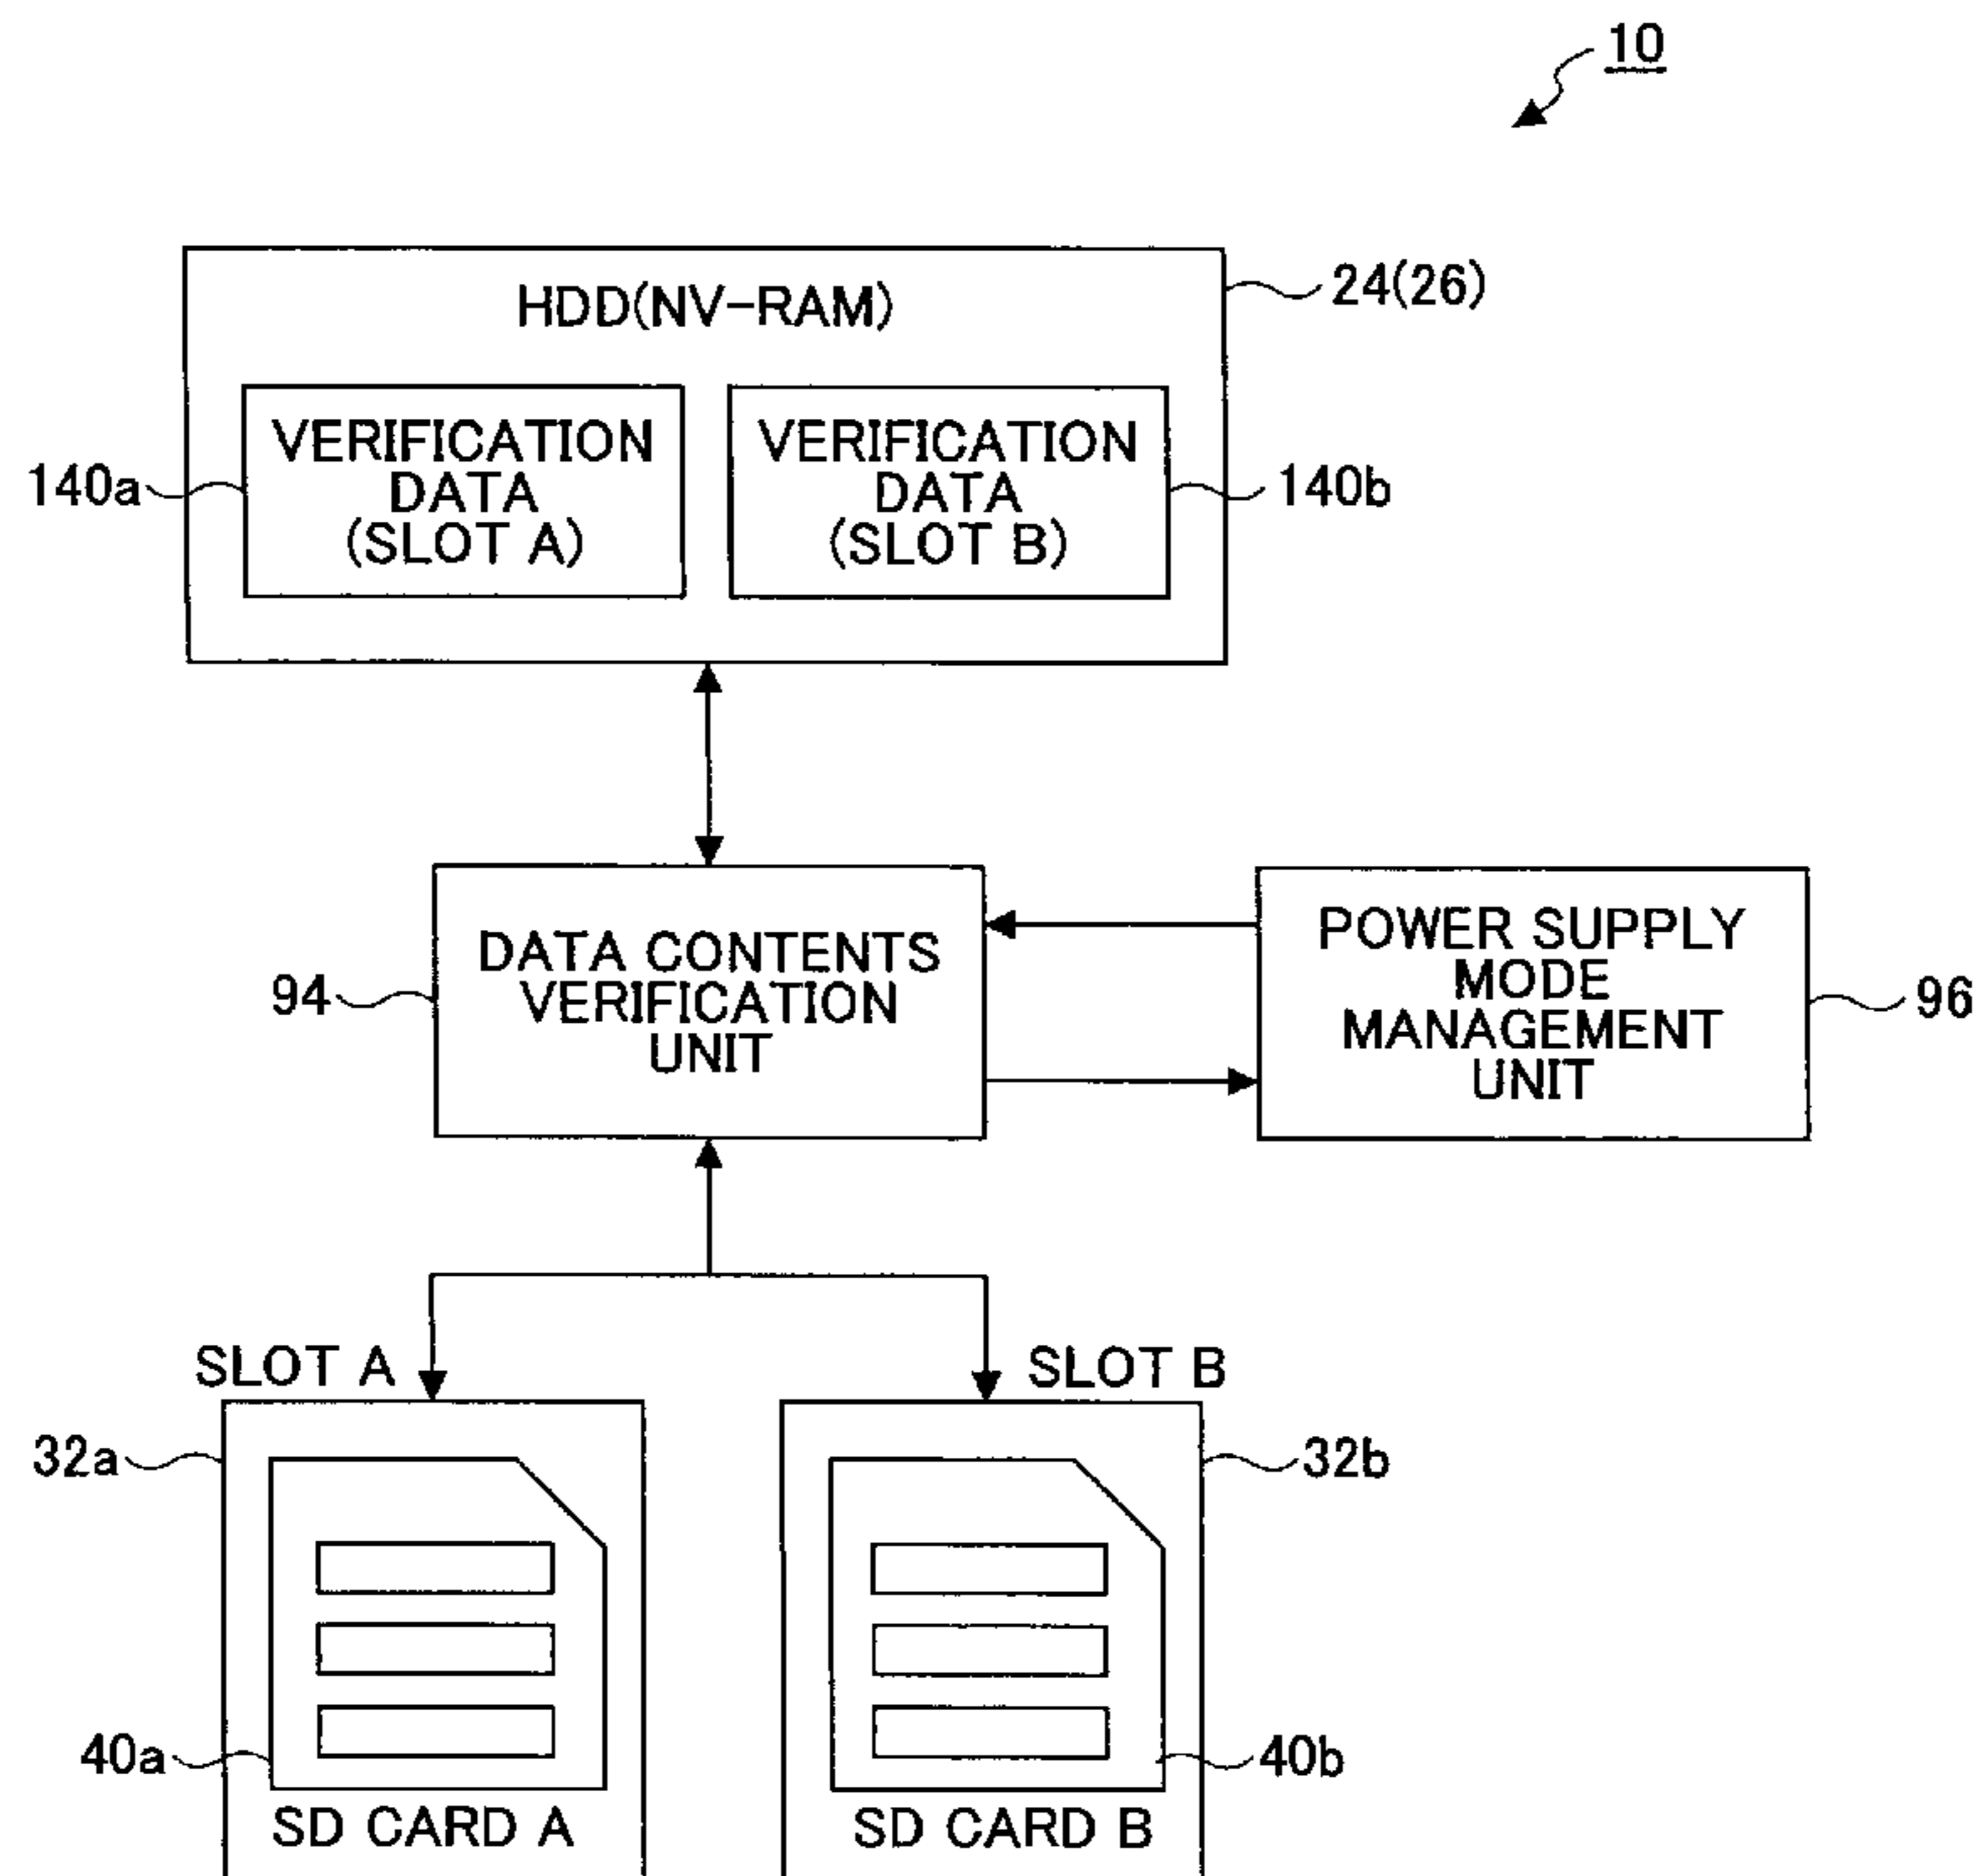 10
HDD(NV-RAM)
24(26)
VERIFICATION
DATA
(SLOT A)
140a
VERIFICATION
DATA
(SLOT B)
140b
DATA CONTENTS
VERIFICATION
UNIT
94
POWER SUPPLY
MODE
MANAGEMENT
UNIT
96
SLOT A
SLOT B
32a
32b
40a
40b
SD CARD A
SD CARD B